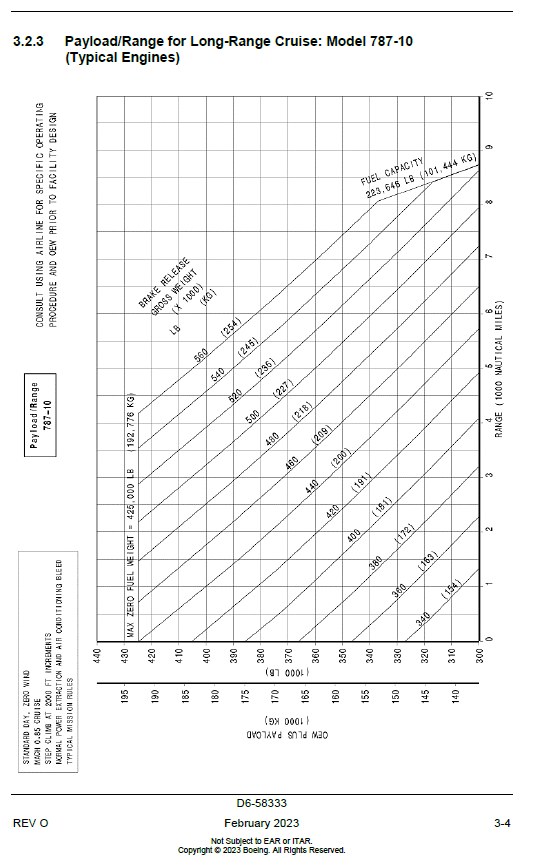 3.2.3 Payload/Range for Long-Range Cruise: Model 787-10
(Typical Engines)
CONSULT USING AIRLINE FOR SPECIFIC OPERATING
PROCEDURE AND OEW PRIOR TO FACILITY DESIGN
Payload/Range
787-10
STANDARD DAY, ZERO WIND
MACH 0.85 CRUISE
STEP CLIMB AT 2000 FT INCREMENTS
NORMAL POWER EXTRACTION AND AIR CONDITIONING BLEED
TYPICAL MISSION RULES
FUEL CAPACITY
223,648 LB (101,444 KG)
BRAKE RELEASE
GROSS WEIGHT
(X 1000)
LB (KG)
560 (254)
540 (245)
520 (236)
500 (227)
480 (218)
460 (209)
440 (200)
420 (191)
400 (181)
380 (172)
360 (163)
340 (154)
MAX ZERO FUEL WEIGHT = 425,000 LB (192,776 KG)
0 1 2 3 4 5 6 7 8 9 10
RANGE (1000 NAUTICAL MILES)
440 430 420 410 400 390 380 370 360 350 340 330 320 310 300
(1000 LB)
195 190 185 180 175 170 165 160 155 150 145 140
(1000 KG)
OEW PLUS PAYLOAD
D6-58333
REV O February 2023 3-4
Not Subject to EAR or ITAR.
Copyright © 2023 Boeing. All Rights Reserved.